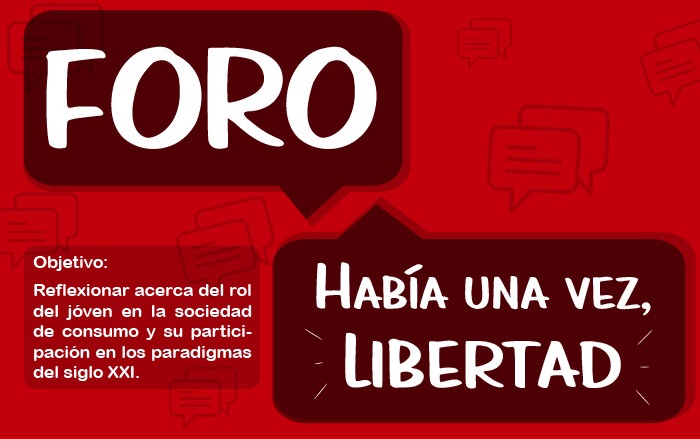 FORO
HABÍA UNA VEZ,
LIBERTAD
Objetivo:
Reflexionar acerca del rol
del jóven en la sociedad
de consumo y su partici-
pación en los paradigmas
del siglo XXI.